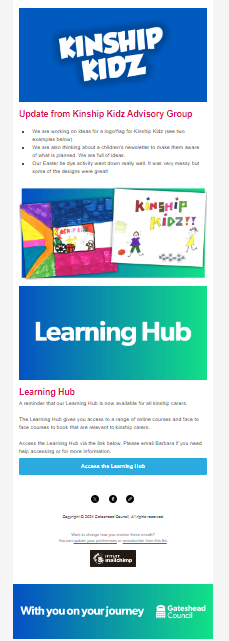 KINSHIP
KIDZ
Update from Kinship Kidz Advisory Group
We are working on ideas for a logo/flag for Kinship Kidz (see two
examples below)
We are also thinking about a children's newsletter to make them aware
of what is planned. We are full of ideas.
Our Easter tie dye activity went down really well. It was very messy but
some of the designs were great!
KINSHIP
KIDZ
KINSHIP
KIDZ!!
Learning Hub
Learning Hub
A reminder that our Learning Hub is now available for all kinship carers.
The Learning Hub gives you access to a range of online courses and face to
face courses to book that are relevant to kinship carers.
Access the Learning Hub via the link below. Please email Barbara if you need
help accessing or for more information.
Access the Learning Hub
Copyright © 2024 Gateshead Council, All rights reserved.
Want to change how you receive these emails?
You can update your preferences or unsubscribe from this list.
mailchimp
With you on your journey
Gateshead
Council